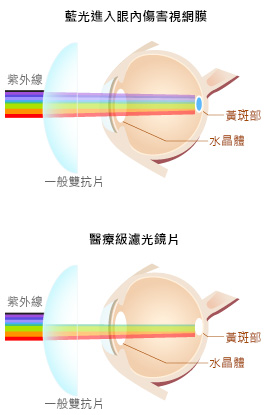 藍光進入眼內傷害視網膜
紫外線
黃斑部
水晶體
一般雙抗片
醫療級濾光鏡片
紫外線
黃斑部
水晶體
一般雙抗片